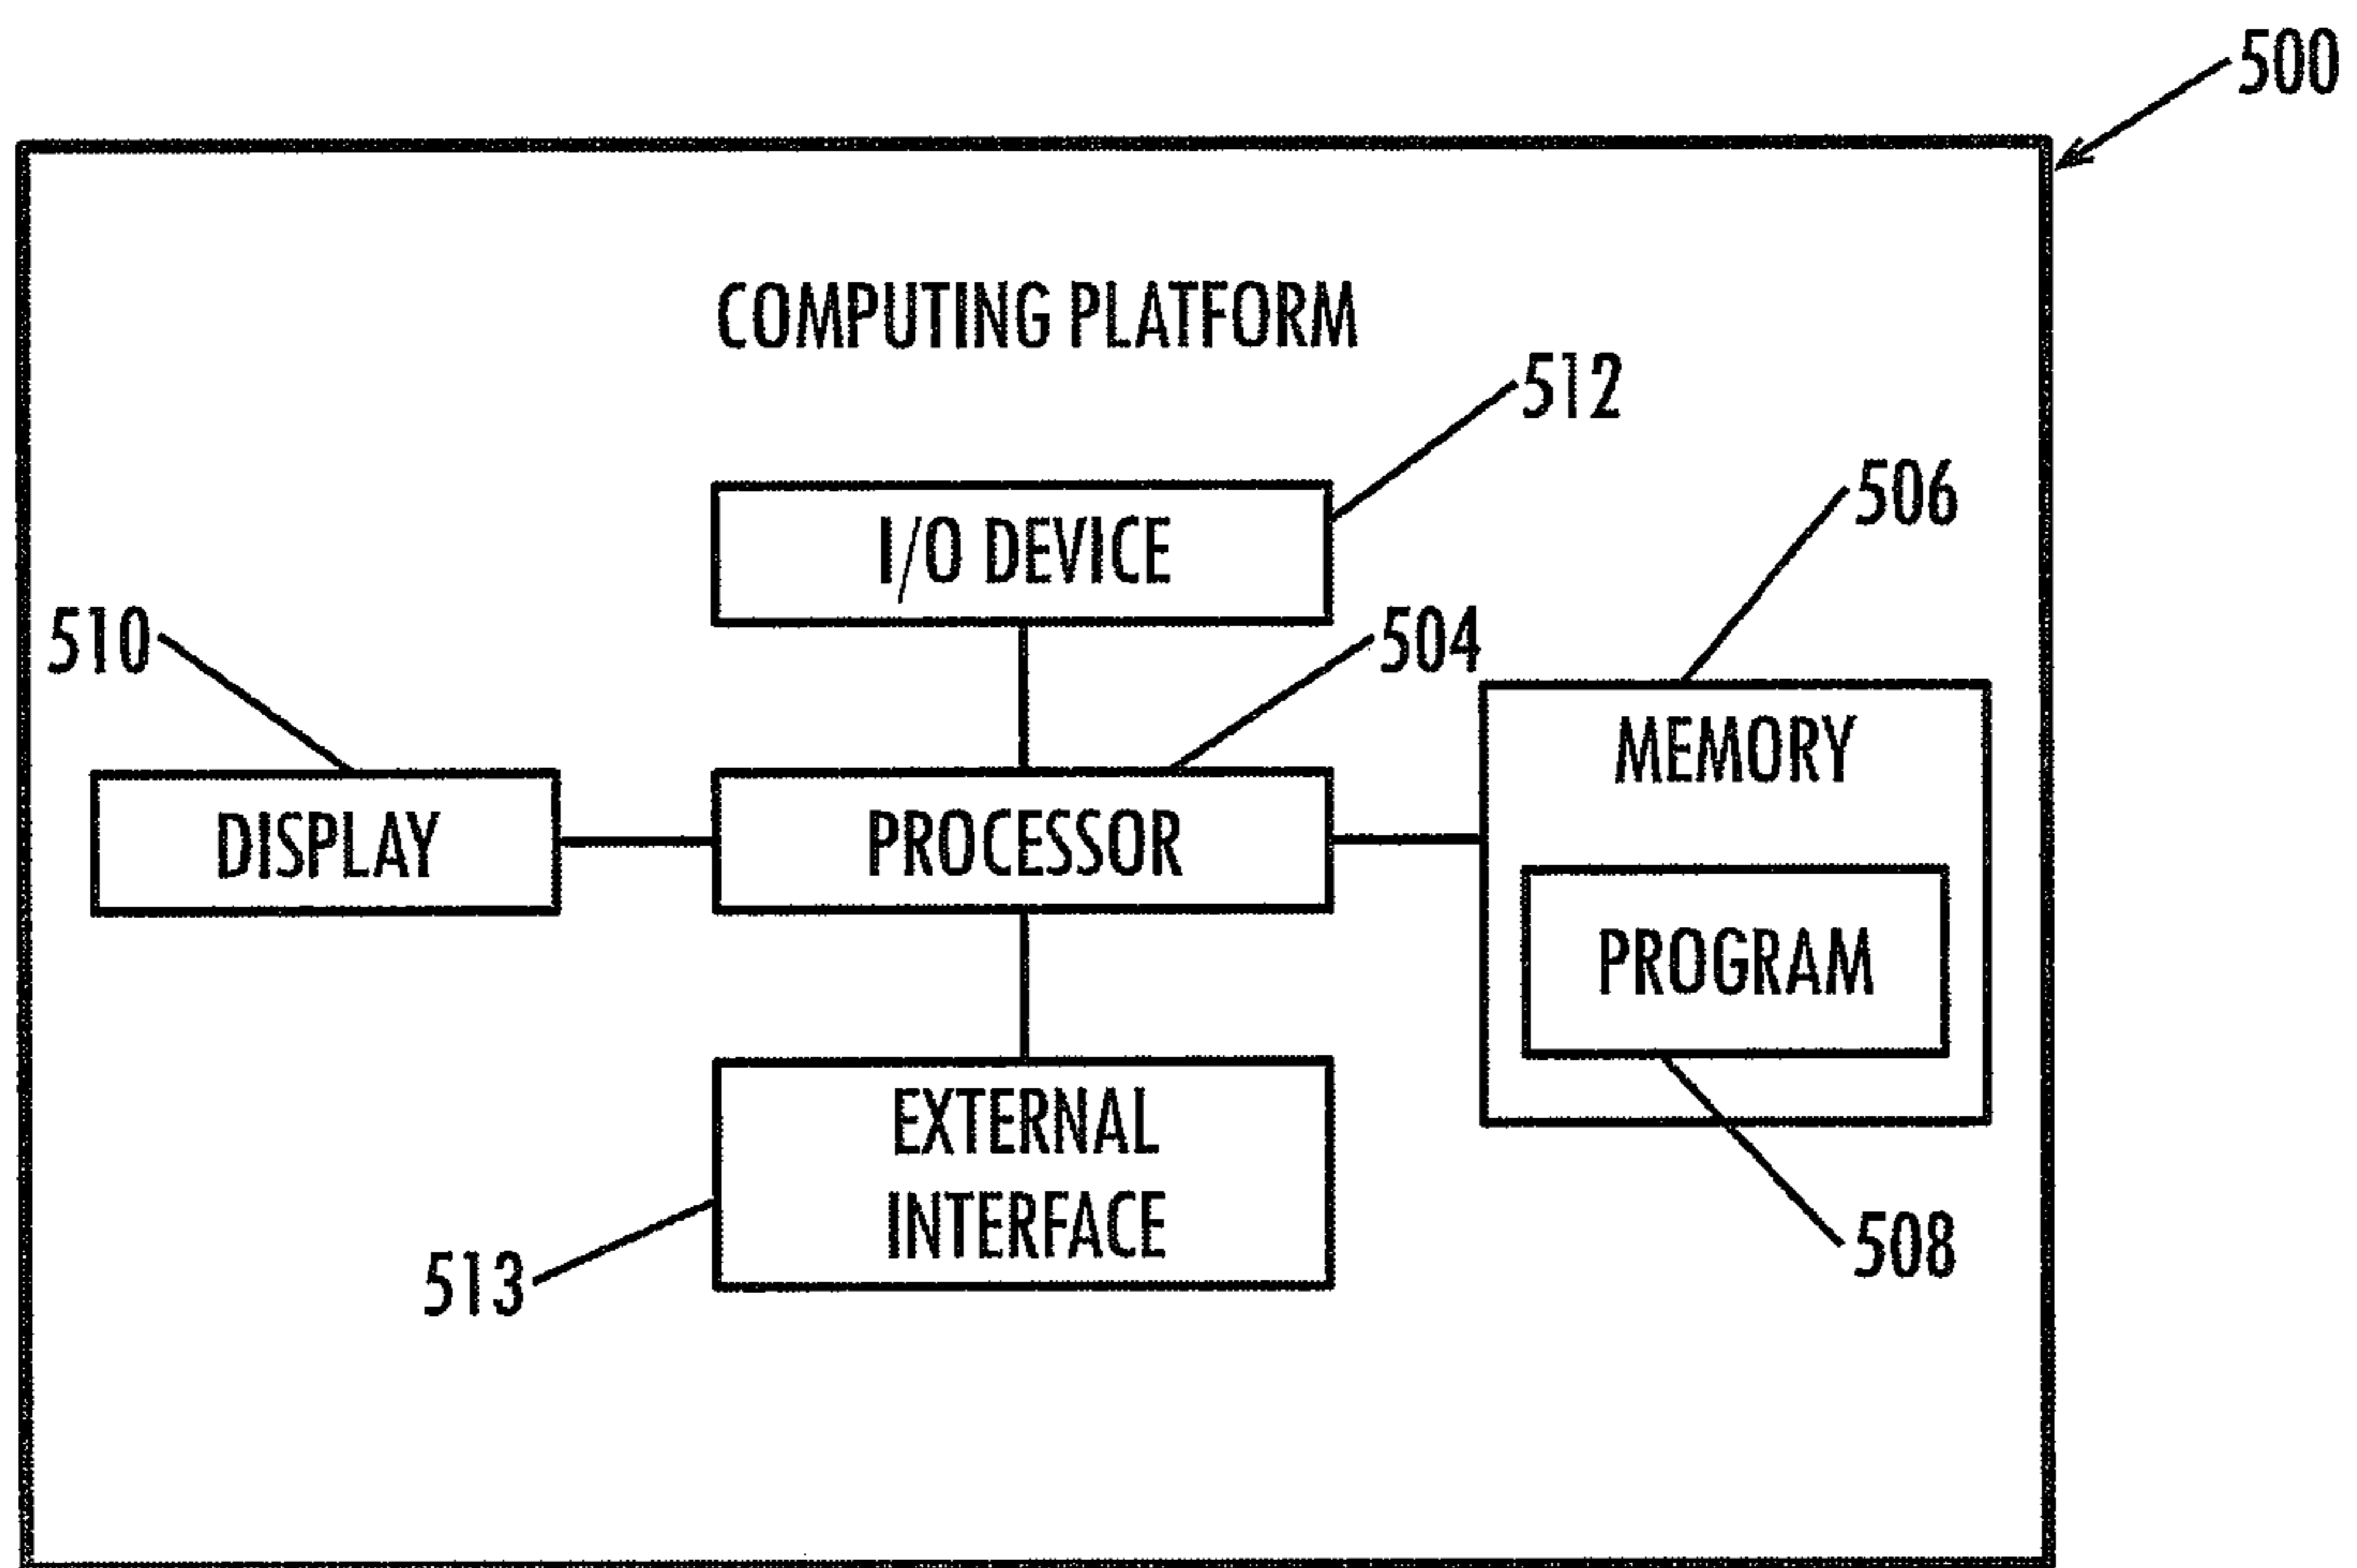 500
COMPUTING PLATFORM
512
I/O DEVICE
506
510
504
MEMORY
DISPLAY
PROCESSOR
PROGRAM
EXTERNAL
INTERFACE
508
513